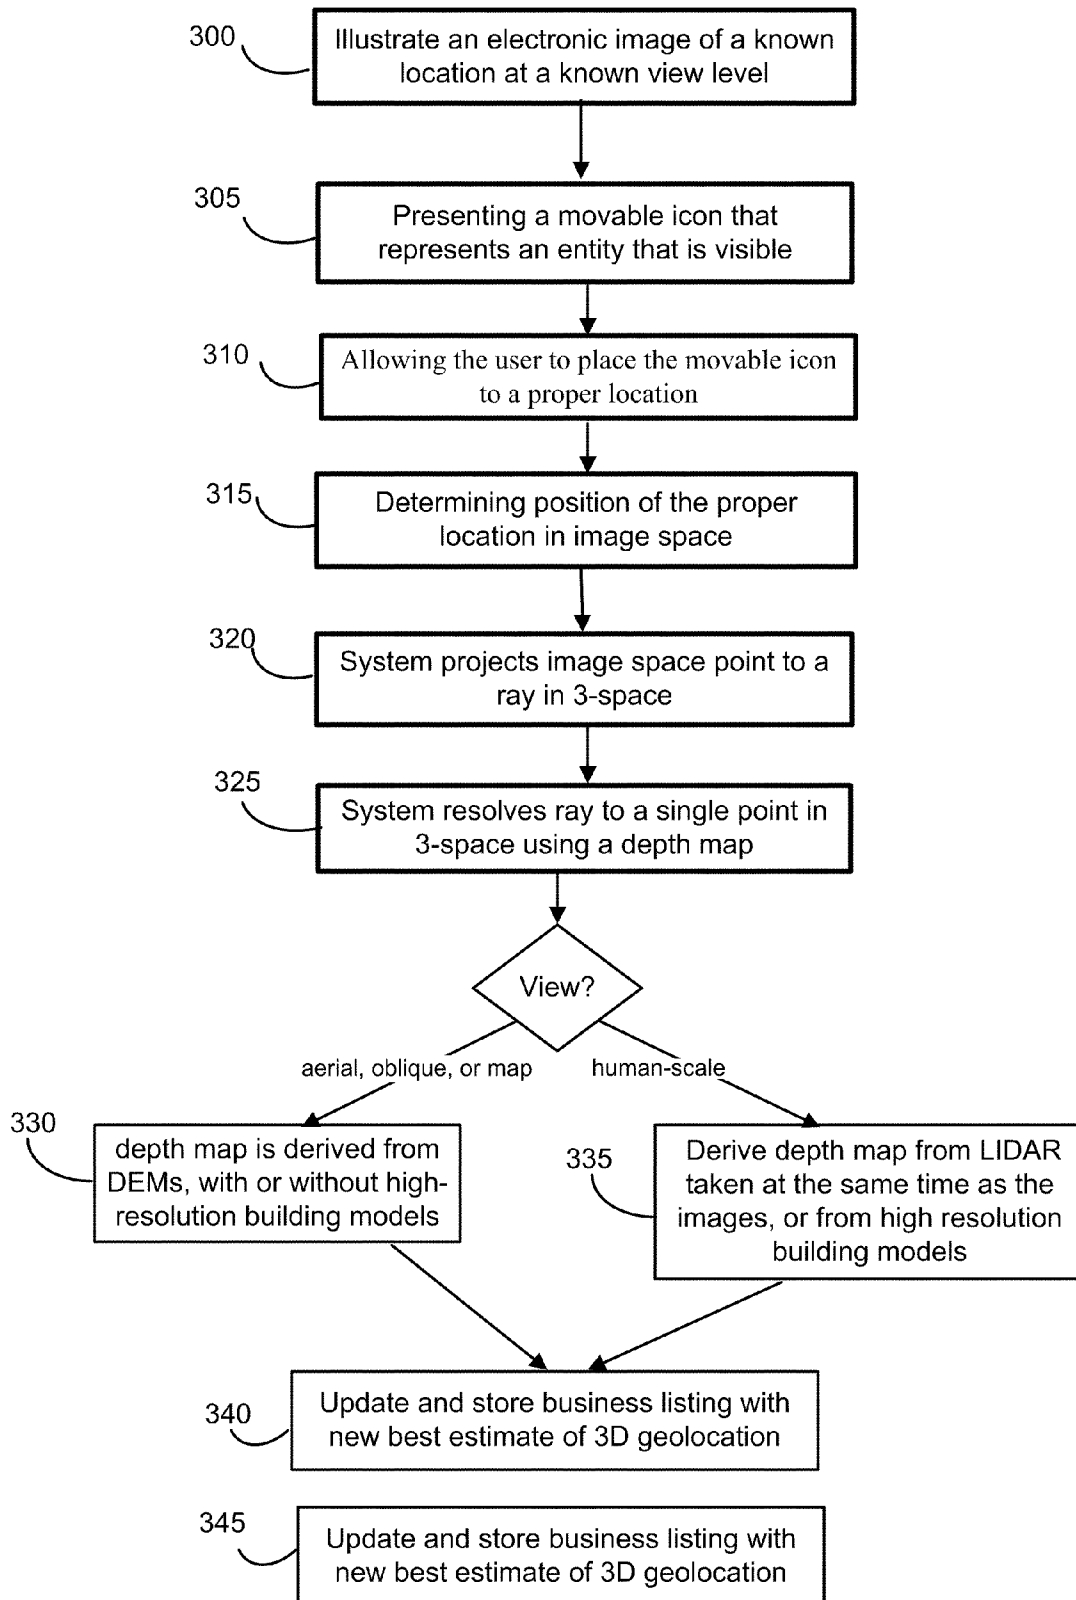 300
Illustrate an electronic image of a known
location at a known view level
305
Presenting a movable icon that
represents an entity that is visible
310
Allowing the user to place the movable icon
to a proper location
315
Determining position of the proper
location in image space
320
System projects image space point to a
ray in 3-space
325
System resolves ray to a single point in
3-space using a depth map
View?
aerial, oblique, or map
human-scale
330
depth map is derived from
DEMs, with or without high-
resolution building models
335
Derive depth map from LIDAR
taken at the same time as the
images, or from high resolution
building models
340
Update and store business listing with
new best estimate of 3D geolocation
345
Update and store business listing with
new best estimate of 3D geolocation